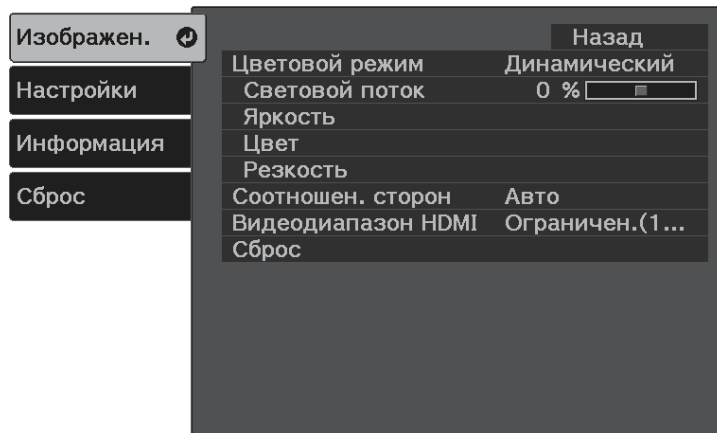 Изображен.
Настройки
Информация
Сброс
Назад
Цветовой режим Динамический
Световой поток 0 %
Яркость
Цвет
Резкость
Соотношен. сторон Авто
Видеодиапазон HDMI Ограничен.(1...
Сброс